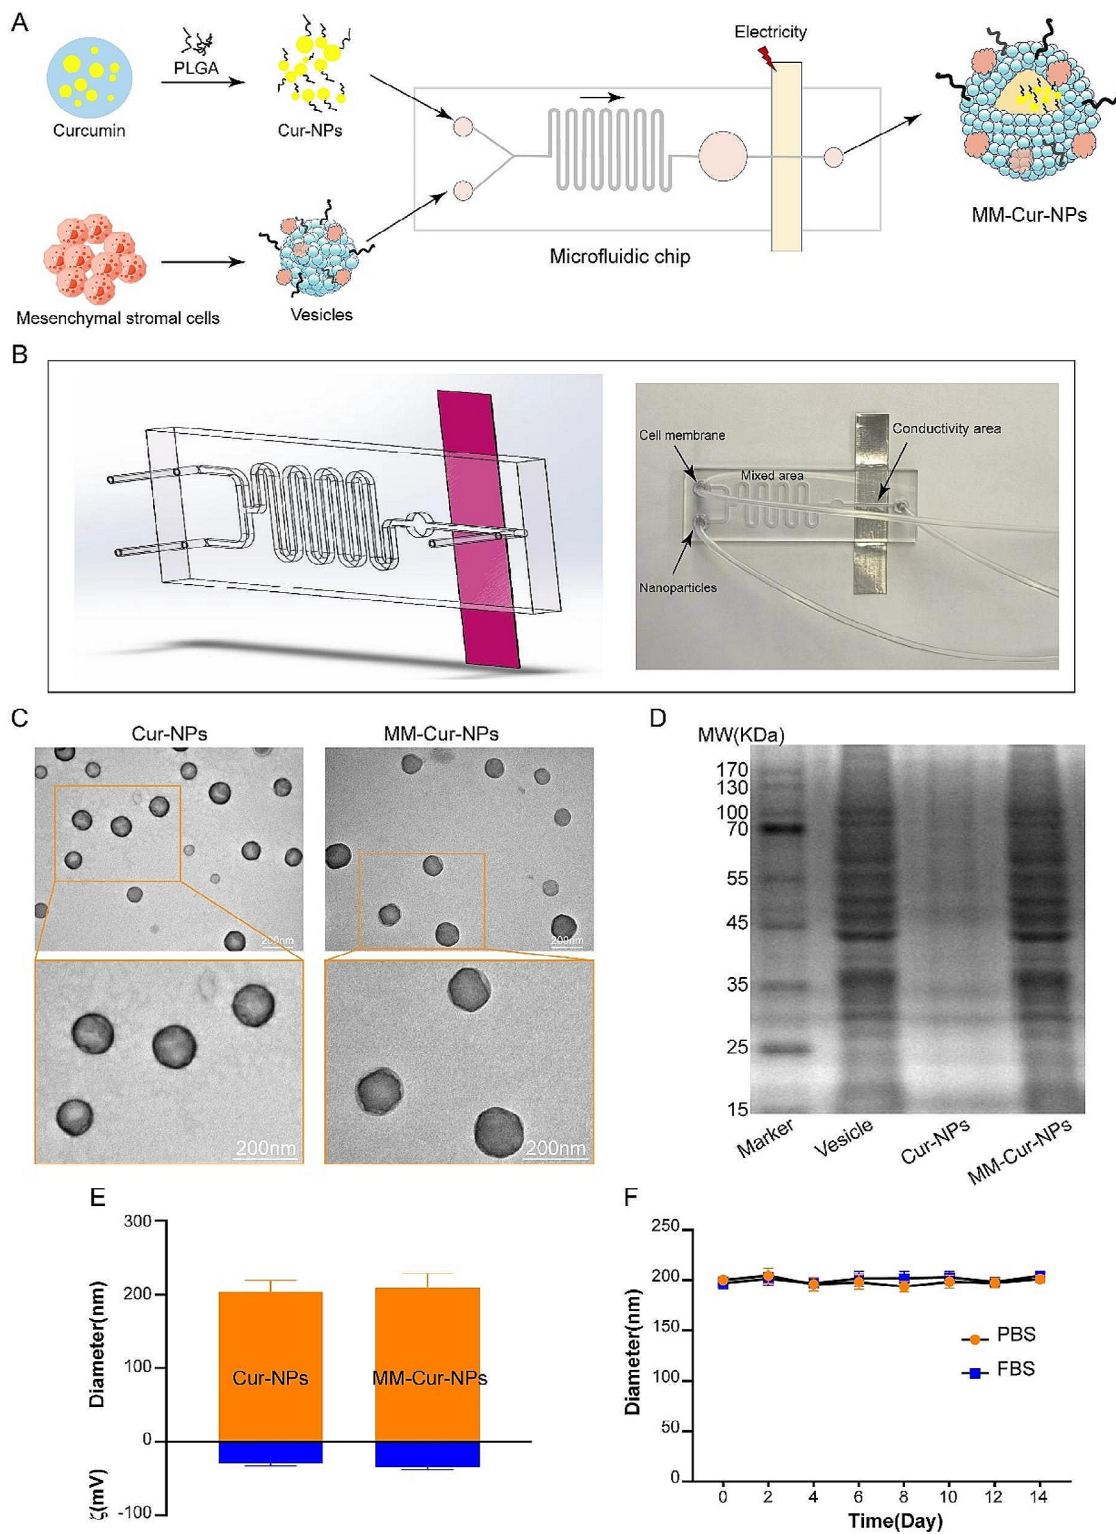 A
Electricity
PLGA
Curcumin
Cur-NPs
MM-Cur-NPs
Microfluidic chip
Mesenchymal stromal cells
Vesicles
B
Cell membrane
Conductivity area
Mixed area
Nanoparticles
C
Cur-NPs
MM-Cur-NPs
200nm
200nm
200nm
200nm
D
MW(KDa)
170
130
100
70
55
45
35
25
15
Marker
Vesicle
Cur-NPs
MM-Cur-NPs
E
300
200
100
0
-100
Diameter(nm)
ζ(mV)
Cur-NPs
MM-Cur-NPs
F
250
200
150
100
50
0
Diameter(nm)
PBS
FBS
0 2 4 6 8 10 12 14
Time(Day)